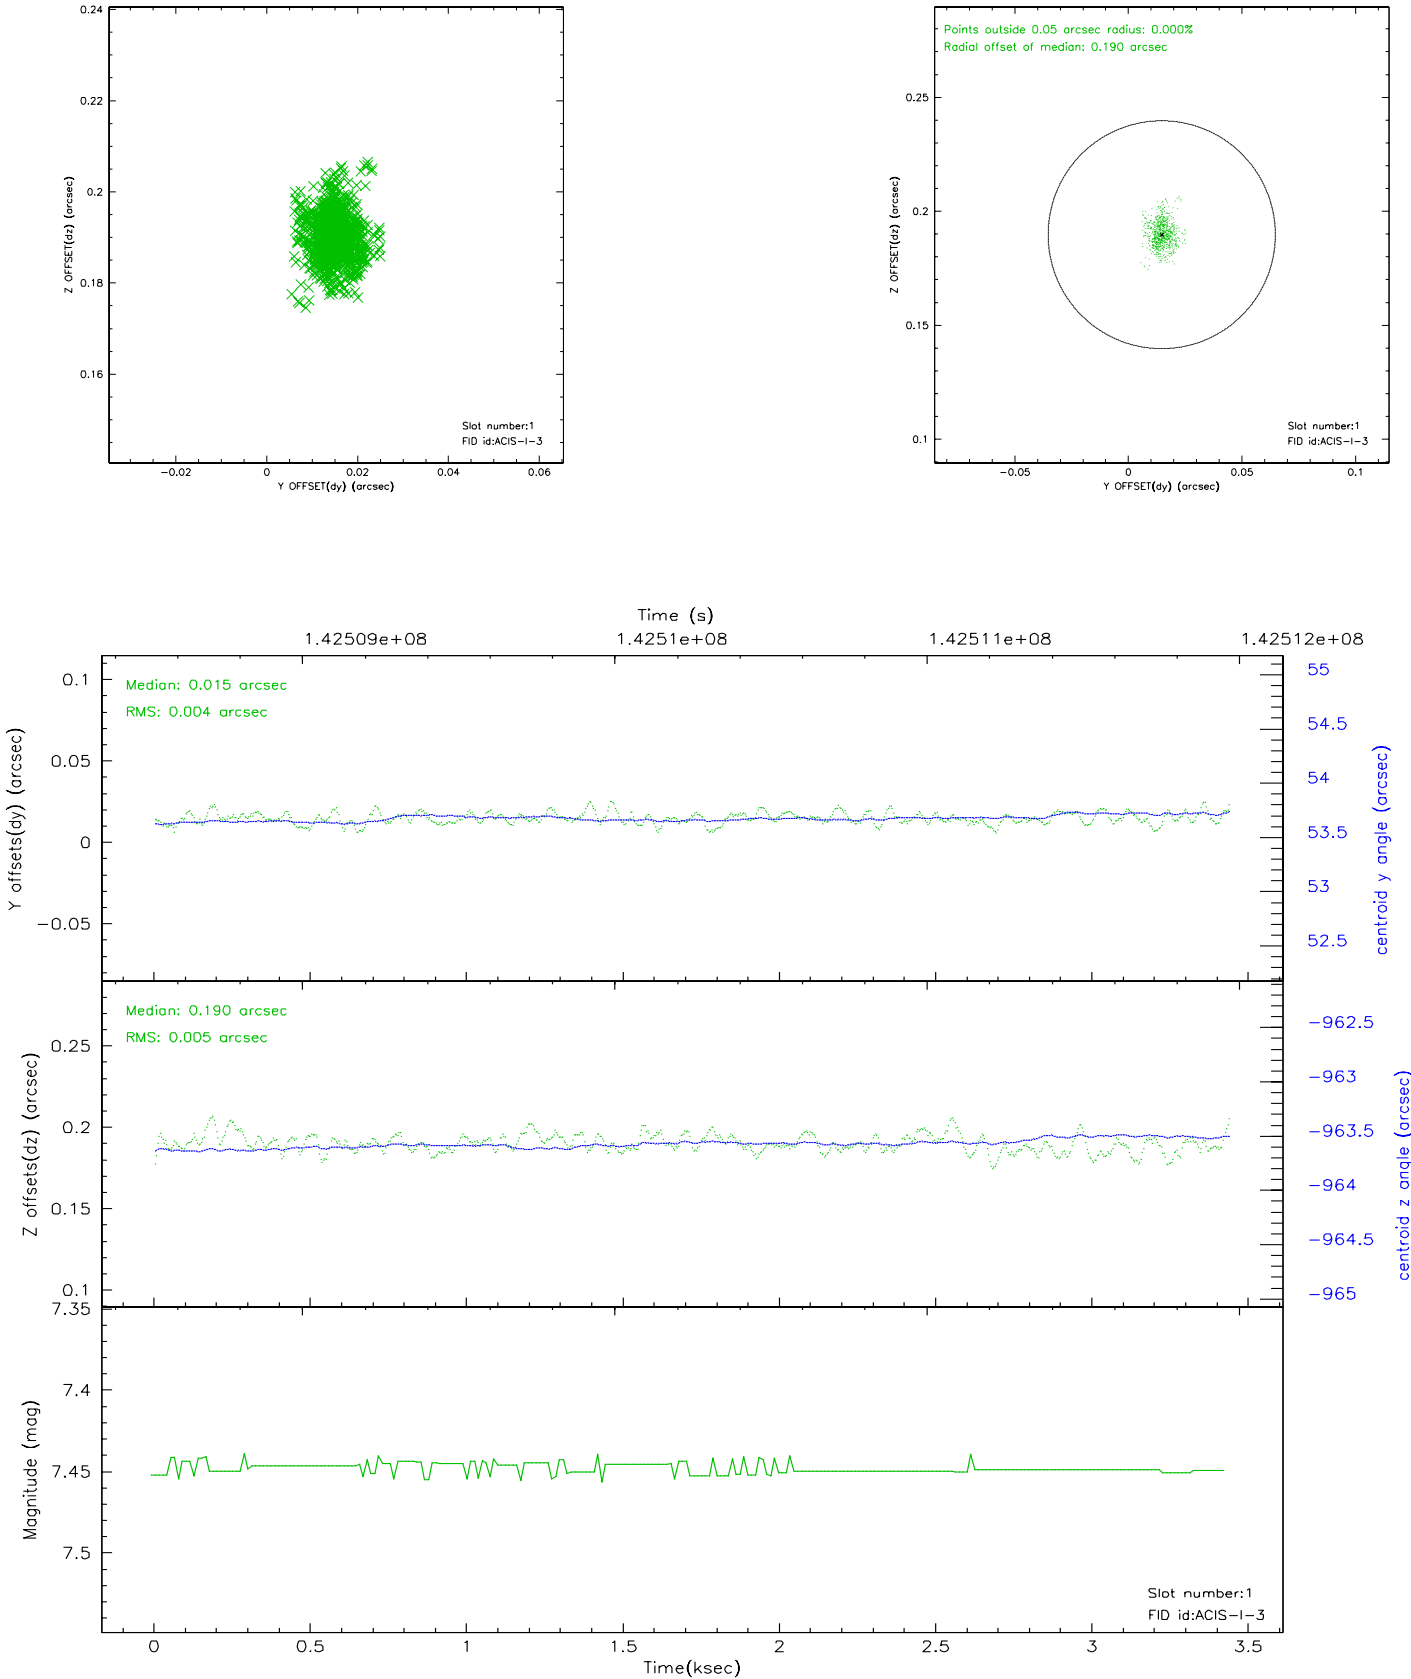 0.24
0.22
0.2
0.18
0.16
Z OFFSET(dz) (arcsec)
Slot number:1
FID id:ACIS-I-3
-0.02 0 0.02 0.04 0.06
Y OFFSET(dy) (arcsec)
Points outside 0.05 arcsec radius: 0.000%
Radial offset of median: 0.190 arcsec
0.25
0.2
0.15
0.1
Z OFFSET(dz) (arcsec)
Slot number:1
FID id:ACIS-I-3
-0.05 0 0.05 0.1
Y OFFSET(dy) (arcsec)
Time (s)
1.42509e+08 1.4251e+08 1.42511e+08 1.42512e+08
Median: 0.015 arcsec
RMS: 0.004 arcsec
0.1
0.05
0
-0.05
Y offsets(dy) (arcsec)
55
54.5
54
53.5
53
52.5
centroid y angle (arcsec)
Median: 0.190 arcsec
RMS: 0.005 arcsec
0.25
0.2
0.15
0.1
Z offsets(dz) (arcsec)
-962.5
-963
-963.5
-964
-964.5
-965
centroid z angle (arcsec)
7.35
7.4
7.45
7.5
Magnitude (mag)
Slot number:1
FID id:ACIS-I-3
0 0.5 1 1.5 2 2.5 3 3.5
Time(ksec)